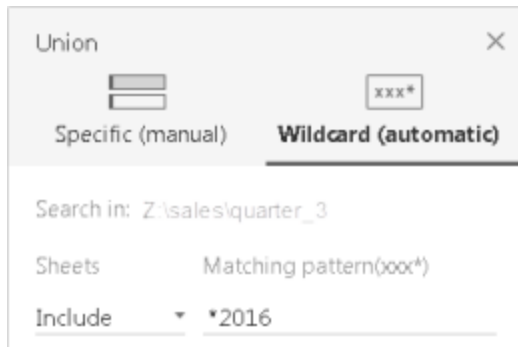 Union ×
xxx*
Specific (manual) Wildcard (automatic)
Search in: Z:\sales\quarter_3
Sheets Matching pattern(xxx*)
Include *2016